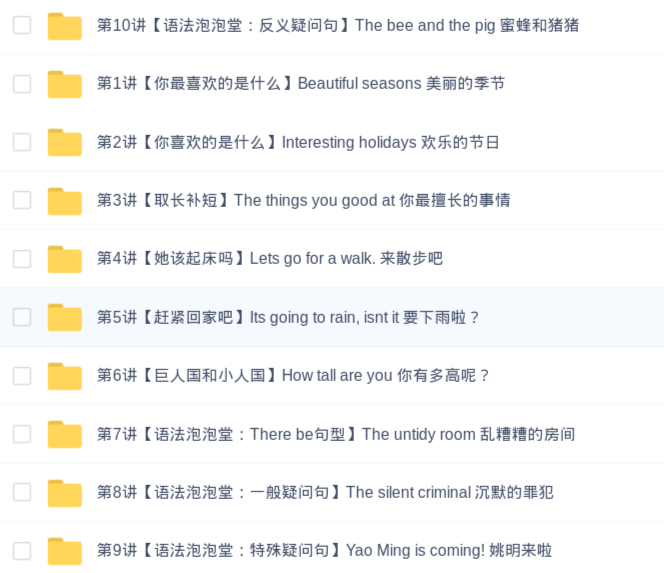 第10讲【语法泡泡堂：反义疑问句】The bee and the pig 蜜蜂和猪猪
第1讲【你最喜欢的是什么】Beautiful seasons 美丽的季节
第2讲【你喜欢的是什么】Interesting holidays 欢乐的节日
第3讲【取长补短】The things you good at 你最擅长的事情
第4讲【她该起床吗】Lets go for a walk. 来散步吧
第5讲【赶紧回家吧】Its going to rain, isnt it 要下雨啦？
第6讲【巨人国和小人国】How tall are you 你有多高呢？
第7讲【语法泡泡堂：There be句型】The untidy room 乱糟糟的房间
第8讲【语法泡泡堂：一般疑问句】The silent criminal 沉默的罪犯
第9讲【语法泡泡堂：特殊疑问句】Yao Ming is coming! 姚明来啦